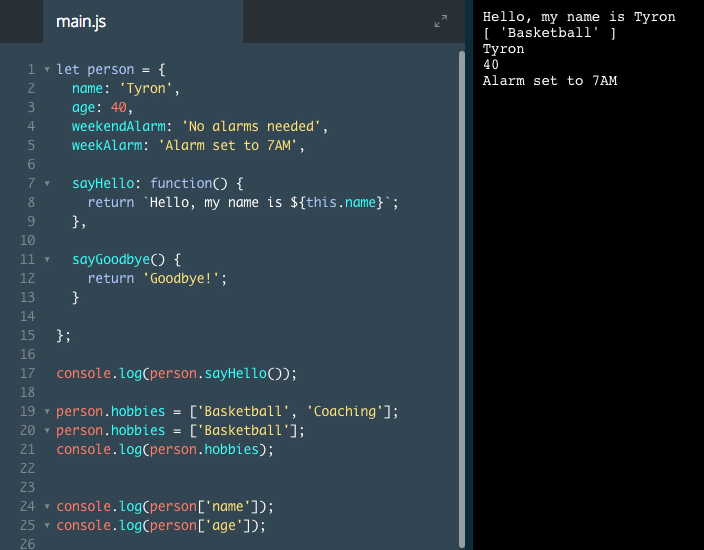 main.js
1 let person = {
2 name: 'Tyron',
3 age: 40,
4 weekendAlarm: 'No alarms needed',
5 weekAlarm: 'Alarm set to 7AM',
6
7 sayHello: function() {
8 return `Hello, my name is ${this.name}`;
9 },
10
11 sayGoodbye() {
12 return 'Goodbye!';
13 }
14
15 };
16
17 console.log(person.sayHello());
18
19 person.hobbies = ['Basketball', 'Coaching'];
20 person.hobbies = ['Basketball'];
21 console.log(person.hobbies);
22
23
24 console.log(person['name']);
25 console.log(person['age']);
26
Hello, my name is Tyron
[ 'Basketball' ]
Tyron
40
Alarm set to 7AM